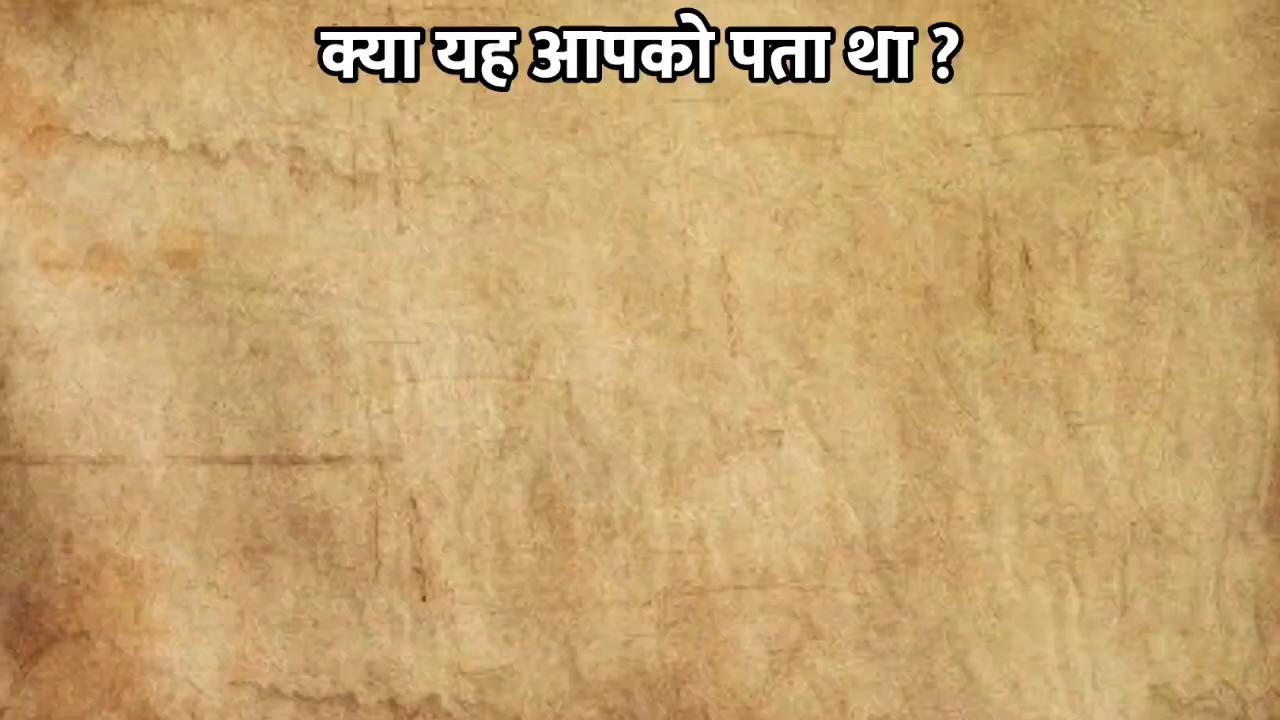 क्या यह आपको पता था ?